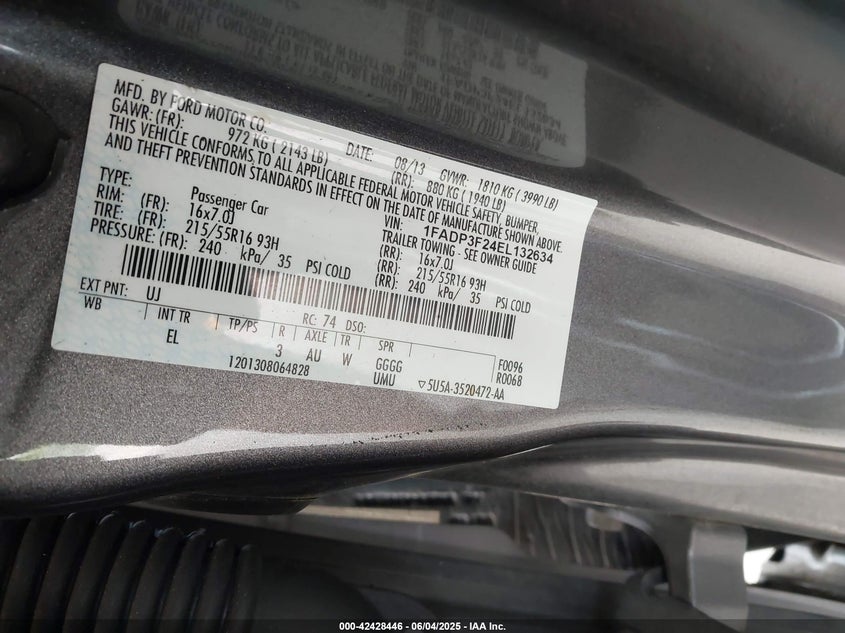 MFD. BY FORD MOTOR CO.
DATE: 08/13 GVWR: 1810 KG ( 3990 LB)
GAWR: (FR): 972 KG ( 2143 LB) (RR): 880 KG ( 1940 LB)
THIS VEHICLE CONFORMS TO ALL APPLICABLE FEDERAL MOTOR VEHICLE SAFETY, BUMPER,
AND THEFT PREVENTION STANDARDS IN EFFECT ON THE DATE OF MANUFACTURE SHOWN ABOVE.
VIN: 1FADP3F24EL132634
TYPE: Passenger Car TRAILER TOWING - SEE OWNER GUIDE
RIM: (FR): 16x7.0J (RR): 16x7.0J
TIRE: (FR): 215/55R16 93H (RR): 215/55R16 93H
PRESSURE: (FR): 240 kPa/ 35 PSI COLD (RR): 240 kPa/ 35 PSI COLD
EXT PNT: UJ RC: 74 DSO:
WB INT TR TP/PS R AXLE TR SPR
EL 3 AU W GGGG F0096
UMU R0068
1201308064828 ▽5U5A-3520472-AA
000-42428446 - 06/04/2025 - IAA Inc.